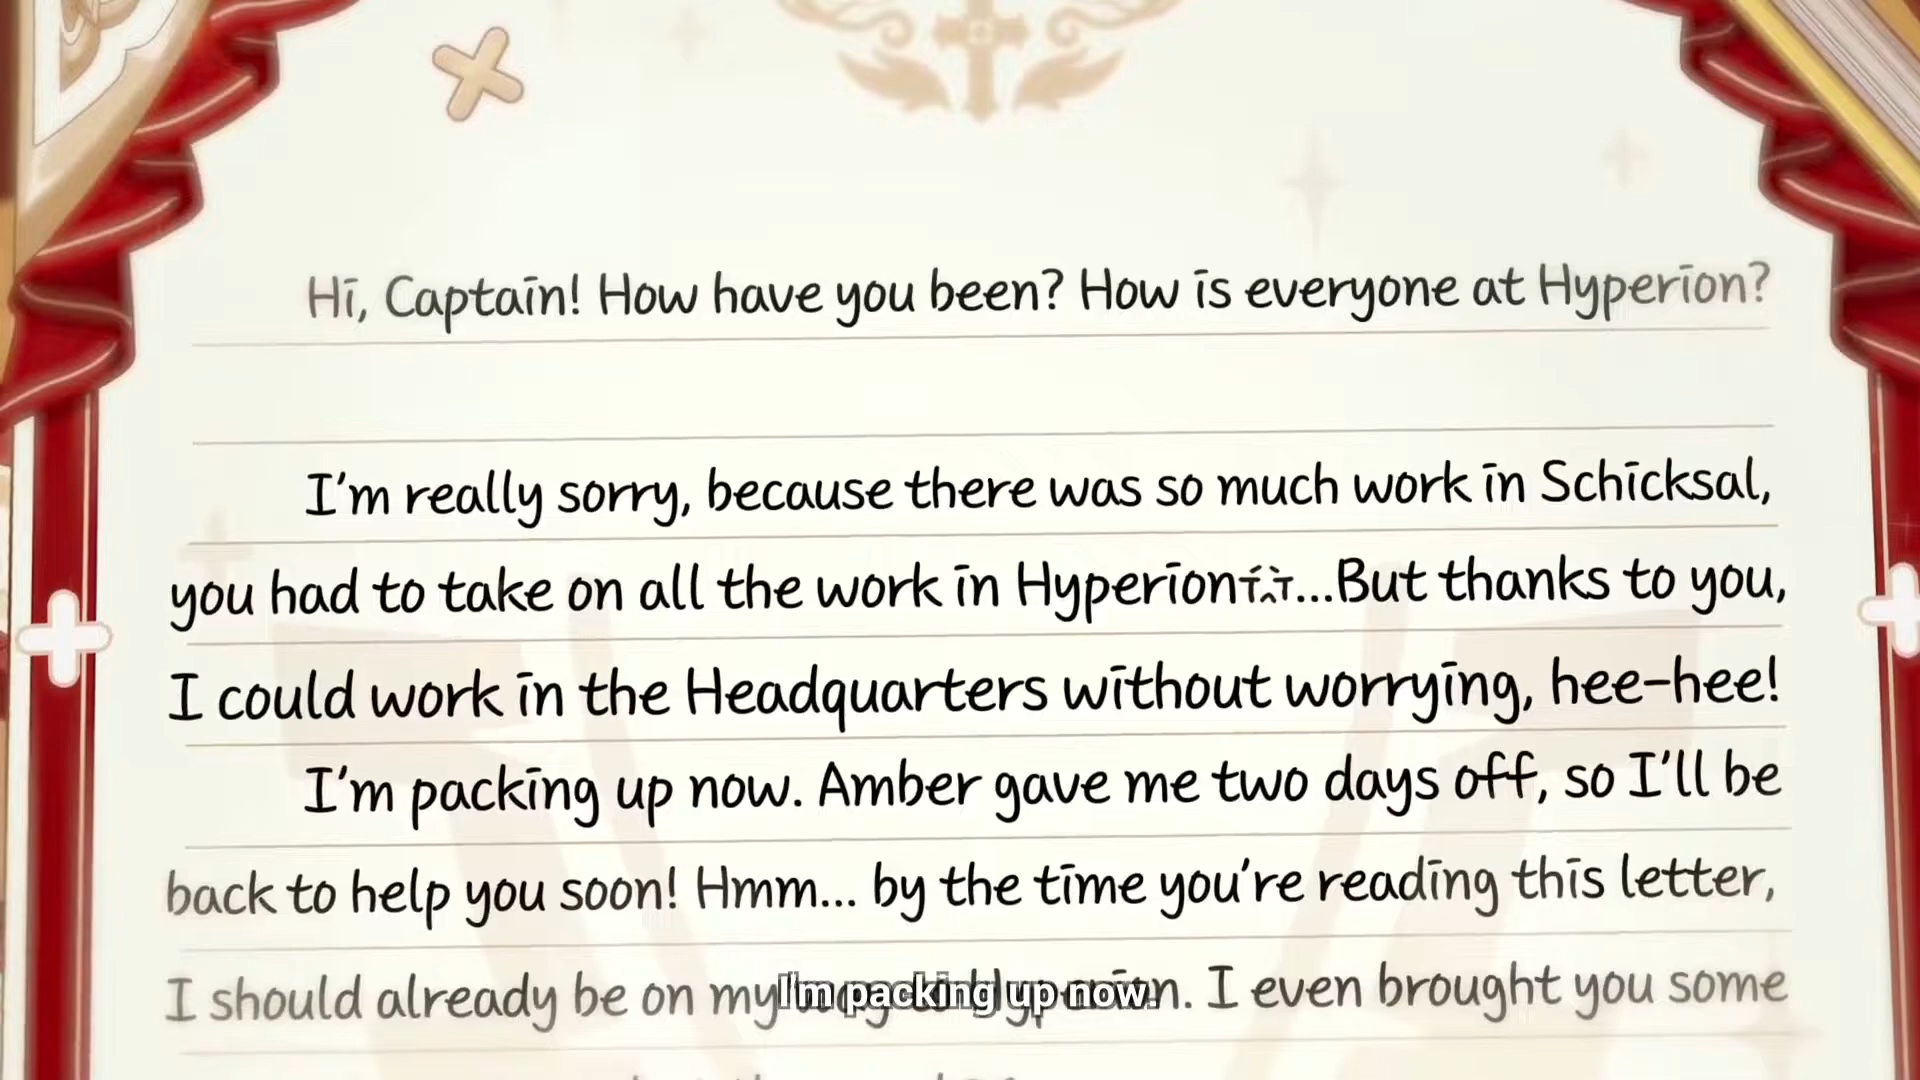 Hi, Captain! How have you been? How is everyone at Hyperion?
I'm really sorry, because there was so much work in Schicksal,
you had to take on all the work in Hyperion...But thanks to you,
I could work in the Headquarters without worrying, hee-hee!
I'm packing up now. Amber gave me two days off, so I'll be
back to help you soon! Hmm... by the time you're reading this letter,
I should already be on my I even brought you some
I'm packing up now.